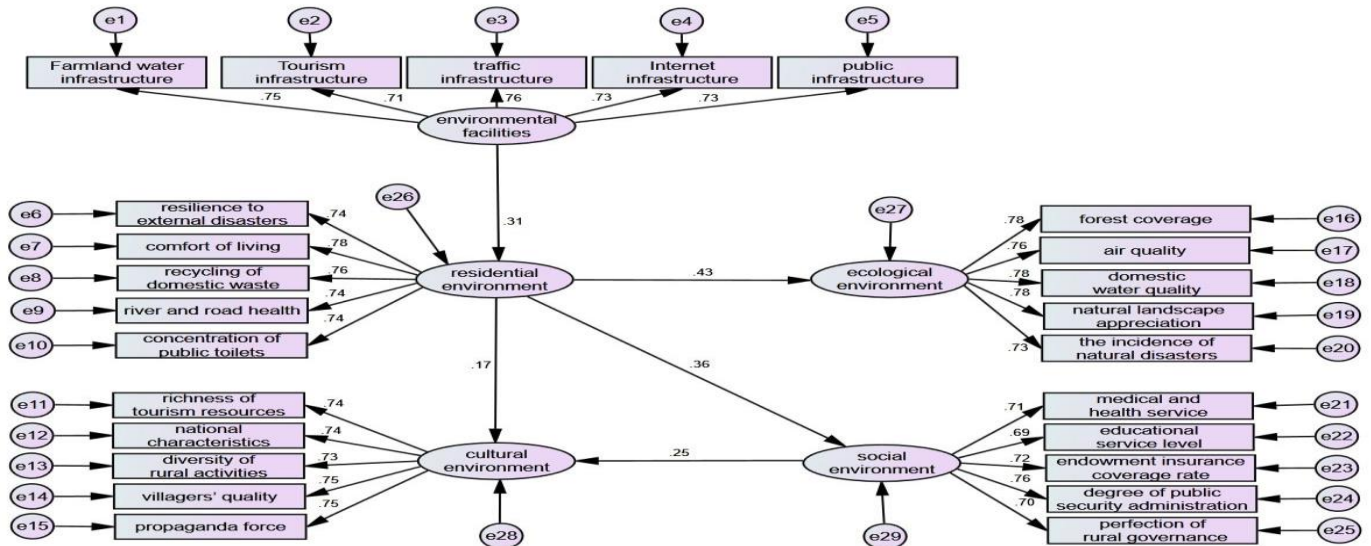 e1
e2
e3
e4
e5
Farmland water
infrastructure
Tourism
infrastructure
traffic
infrastructure
Internet
infrastructure
public
infrastructure
.75
.71
.76
.73
.73
environmental
facilities
.31
e6
e7
e8
e9
e10
resilience to
external disasters
comfort of living
recycling of
domestic waste
river and road health
concentration of
public toilets
.74
.78
.76
.74
.74
e26
residential
environment
.43
e27
ecological
environment
.78
.76
.78
.78
.73
forest coverage
air quality
domestic
water quality
natural landscape
appreciation
the incidence of
natural disasters
e16
e17
e18
e19
e20
.17
.36
e11
e12
e13
e14
e15
richness of
tourism resources
national
characteristics
diversity of
rural activities
villagers' quality
propaganda force
.74
.74
.73
.75
.75
cultural
environment
e28
.25
social
environment
e29
.71
.69
.72
.76
.70
medical and
health service
educational
service level
endowment insurance
coverage rate
degree of public
security administration
perfection of
rural governance
e21
e22
e23
e24
e25